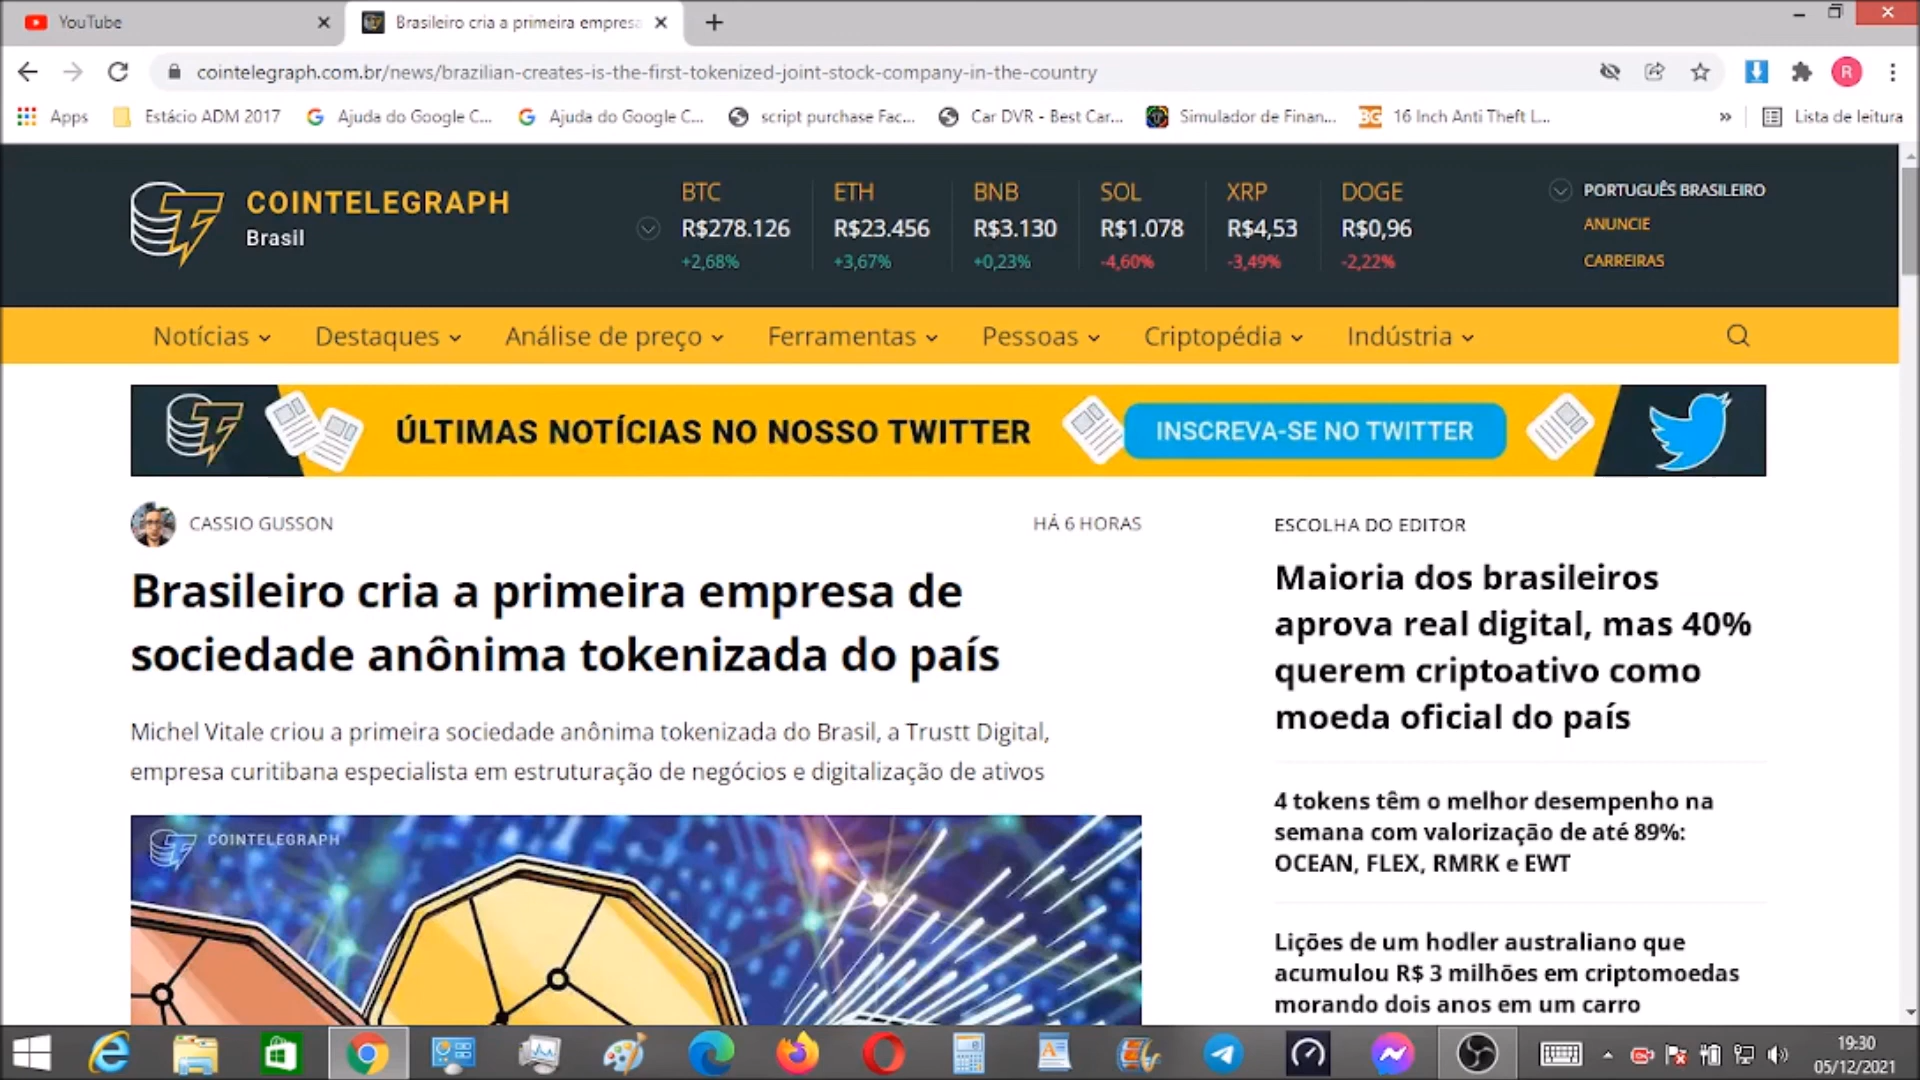 YouTube
Brasileiro cria a primeira empresa
cointelegraph.com.br/news/brazilian-creates-is-the-first-tokenized-joint-stock-company-in-the-country
R
Apps
Estácio ADM 2017
Ajuda do Google C...
Ajuda do Google C...
script purchase Fac...
Car DVR - Best Car...
Simulador de Finan...
16 Inch Anti Theft L...
»
Lista de leitura
COINTELEGRAPH
Brasil
BTC
R$278.126
+2,68%
ETH
R$23.456
+3,67%
BNB
R$3.130
+0,23%
SOL
R$1.078
-4,60%
XRP
R$4,53
-3,49%
DOGE
R$0,96
-2,22%
PORTUGUÊS BRASILEIRO
ANUNCIE
CARREIRAS
Notícias
Destaques
Análise de preço
Ferramentas
Pessoas
Criptopédia
Indústria
ÚLTIMAS NOTÍCIAS NO NOSSO TWITTER
INSCREVA-SE NO TWITTER
CASSIO GUSSON
HÁ 6 HORAS
Brasileiro cria a primeira empresa de
sociedade anônima tokenizada do país
Michel Vitale criou a primeira sociedade anônima tokenizada do Brasil, a Trustt Digital,
empresa curitibana especialista em estruturação de negócios e digitalização de ativos
COINTELEGRAPH
ESCOLHA DO EDITOR
Maioria dos brasileiros
aprova real digital, mas 40%
querem criptoativo como
moeda oficial do país
4 tokens têm o melhor desempenho na
semana com valorização de até 89%:
OCEAN, FLEX, RMRK e EWT
Lições de um hodler australiano que
acumulou R$ 3 milhões em criptomoedas
morando dois anos em um carro
19:30
05/12/2021